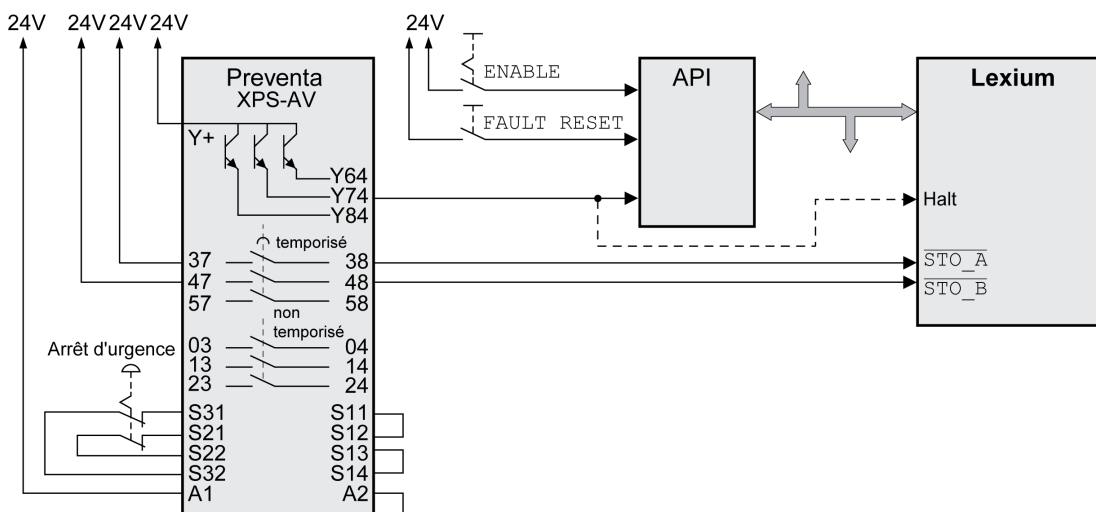 24V 24V 24V 24V 24V
Preventa
XPS-AV
ENABLE
API
Lexium
Y+
FAULT RESET
Y64
Y74
Y84
Halt
temporisé
37 38
STO_A
47 48
STO_B
57 58
non
temporisé
Arrêt d'urgence
03 04
13 14
23 24
S31 S11
S21 S12
S22 S13
S32 S14
A1 A2